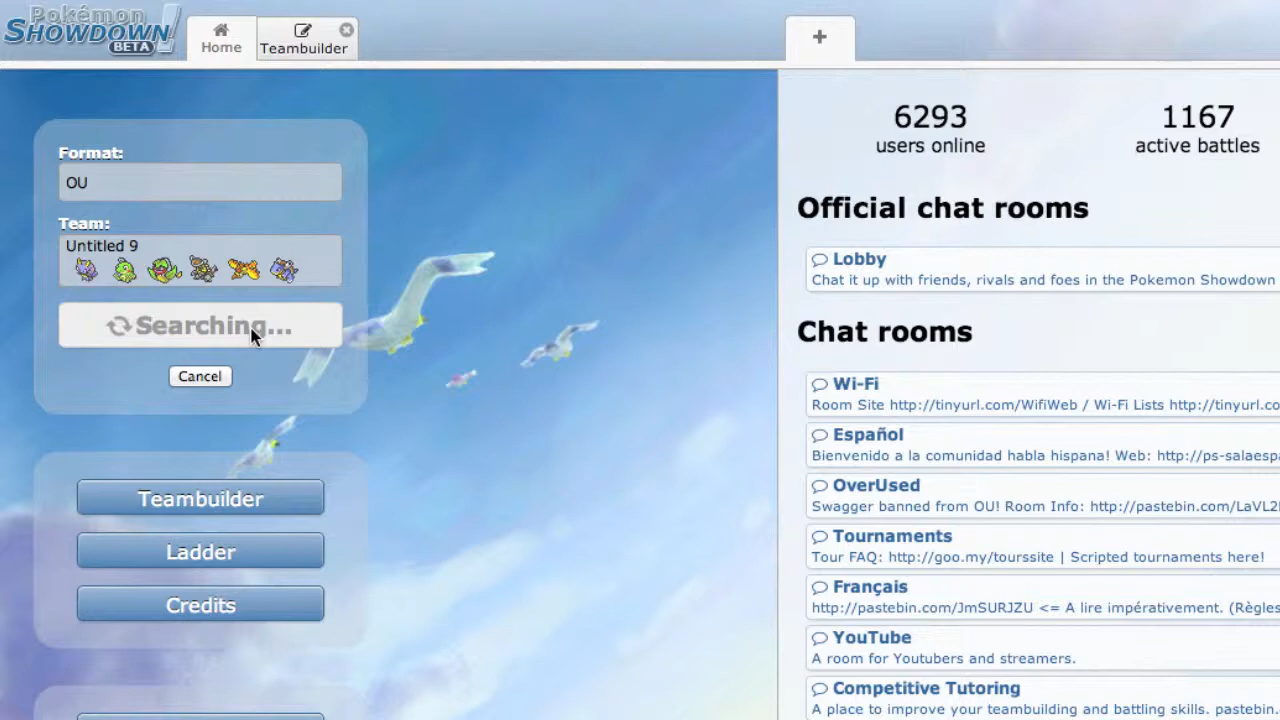 Pokémon
SHOWDOWN!
BETA
Home
Teambuilder
+
Format:
OU
Team:
Untitled 9
Searching...
Cancel
Teambuilder
Ladder
Credits
6293
users online
1167
active battles
Official chat rooms
Lobby
Chat it up with friends, rivals and foes in the Pokemon Showdown
Chat rooms
Wi-Fi
Room Site http://tinyurl.com/WifiWeb / Wi-Fi Lists http://tinyurl.co
Español
Bienvenido a la comunidad habla hispana! Web: http://ps-salaespa
OverUsed
Swagger banned from OU! Room Info: http://pastebin.com/LaVL2
Tournaments
Tour FAQ: http://goo.my/tourssite | Scripted tournaments here!
Français
http://pastebin.com/JmSURJZU <= A lire impérativement. (Règles
YouTube
A room for Youtubers and streamers.
Competitive Tutoring
A place to improve your teambuilding and battling skills. pastebin.